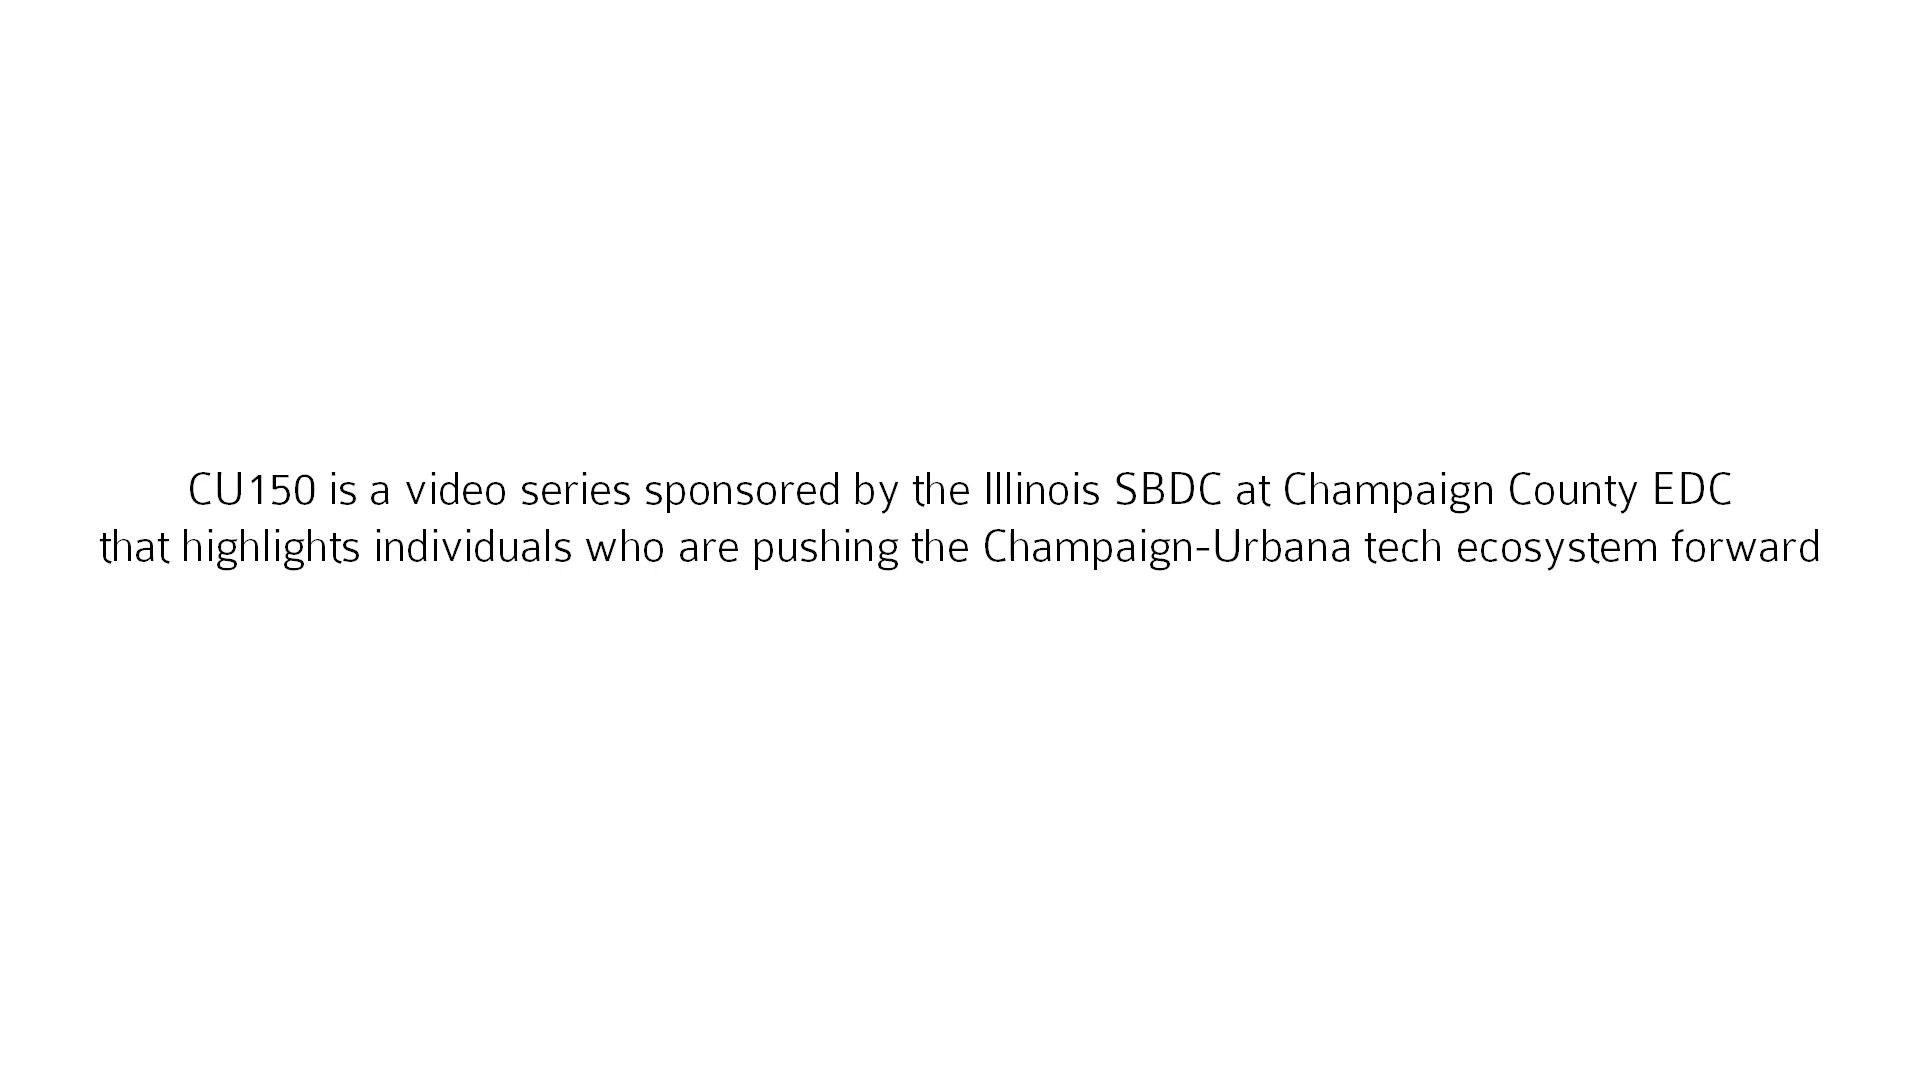 CU150 is a video series sponsored by the Illinois SBDC at Champaign County EDC
that highlights individuals who are pushing the Champaign-Urbana tech ecosystem forward